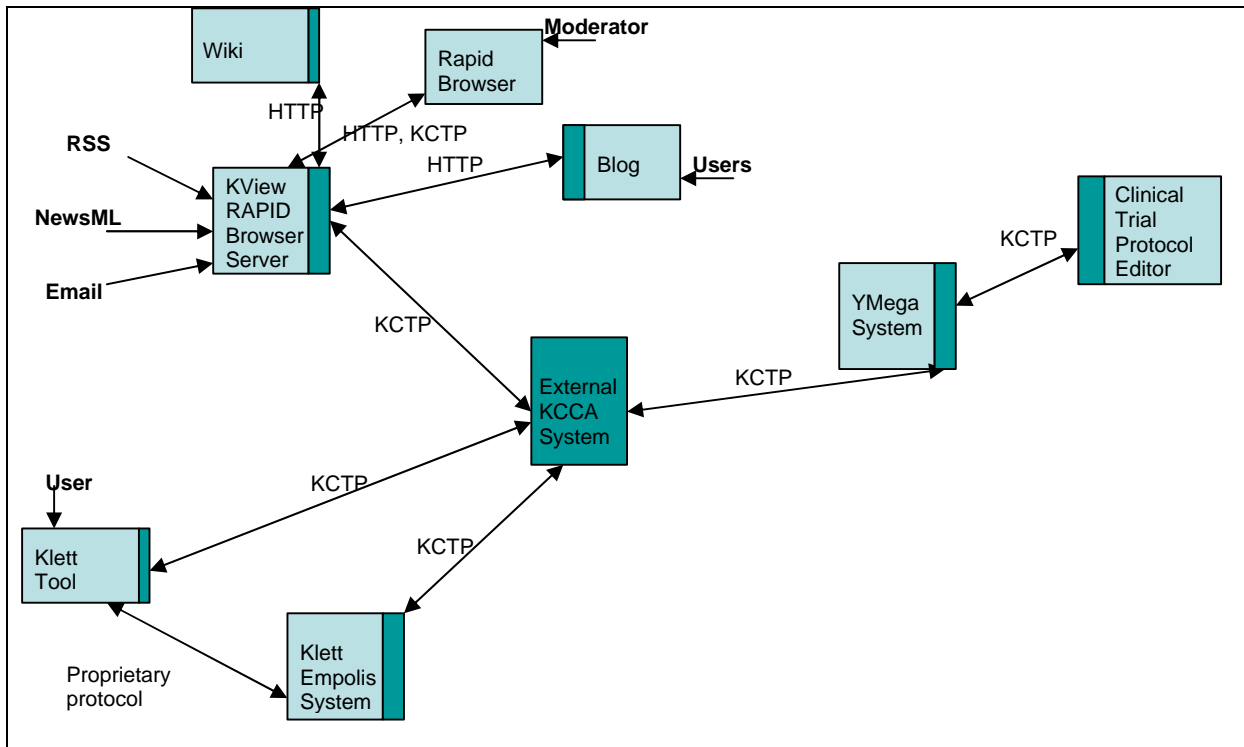 Moderator
Wiki
Rapid
Browser
HTTP
HTTP, KCTP
RSS
HTTP
Blog
Users
KView
RAPID
Browser
Server
NewsML
Email
Clinical
Trial
Protocol
Editor
KCTP
YMega
System
KCTP
External
KCCA
System
KCTP
User
KCTP
Klett
Tool
KCTP
Klett
Empolis
System
Proprietary
protocol